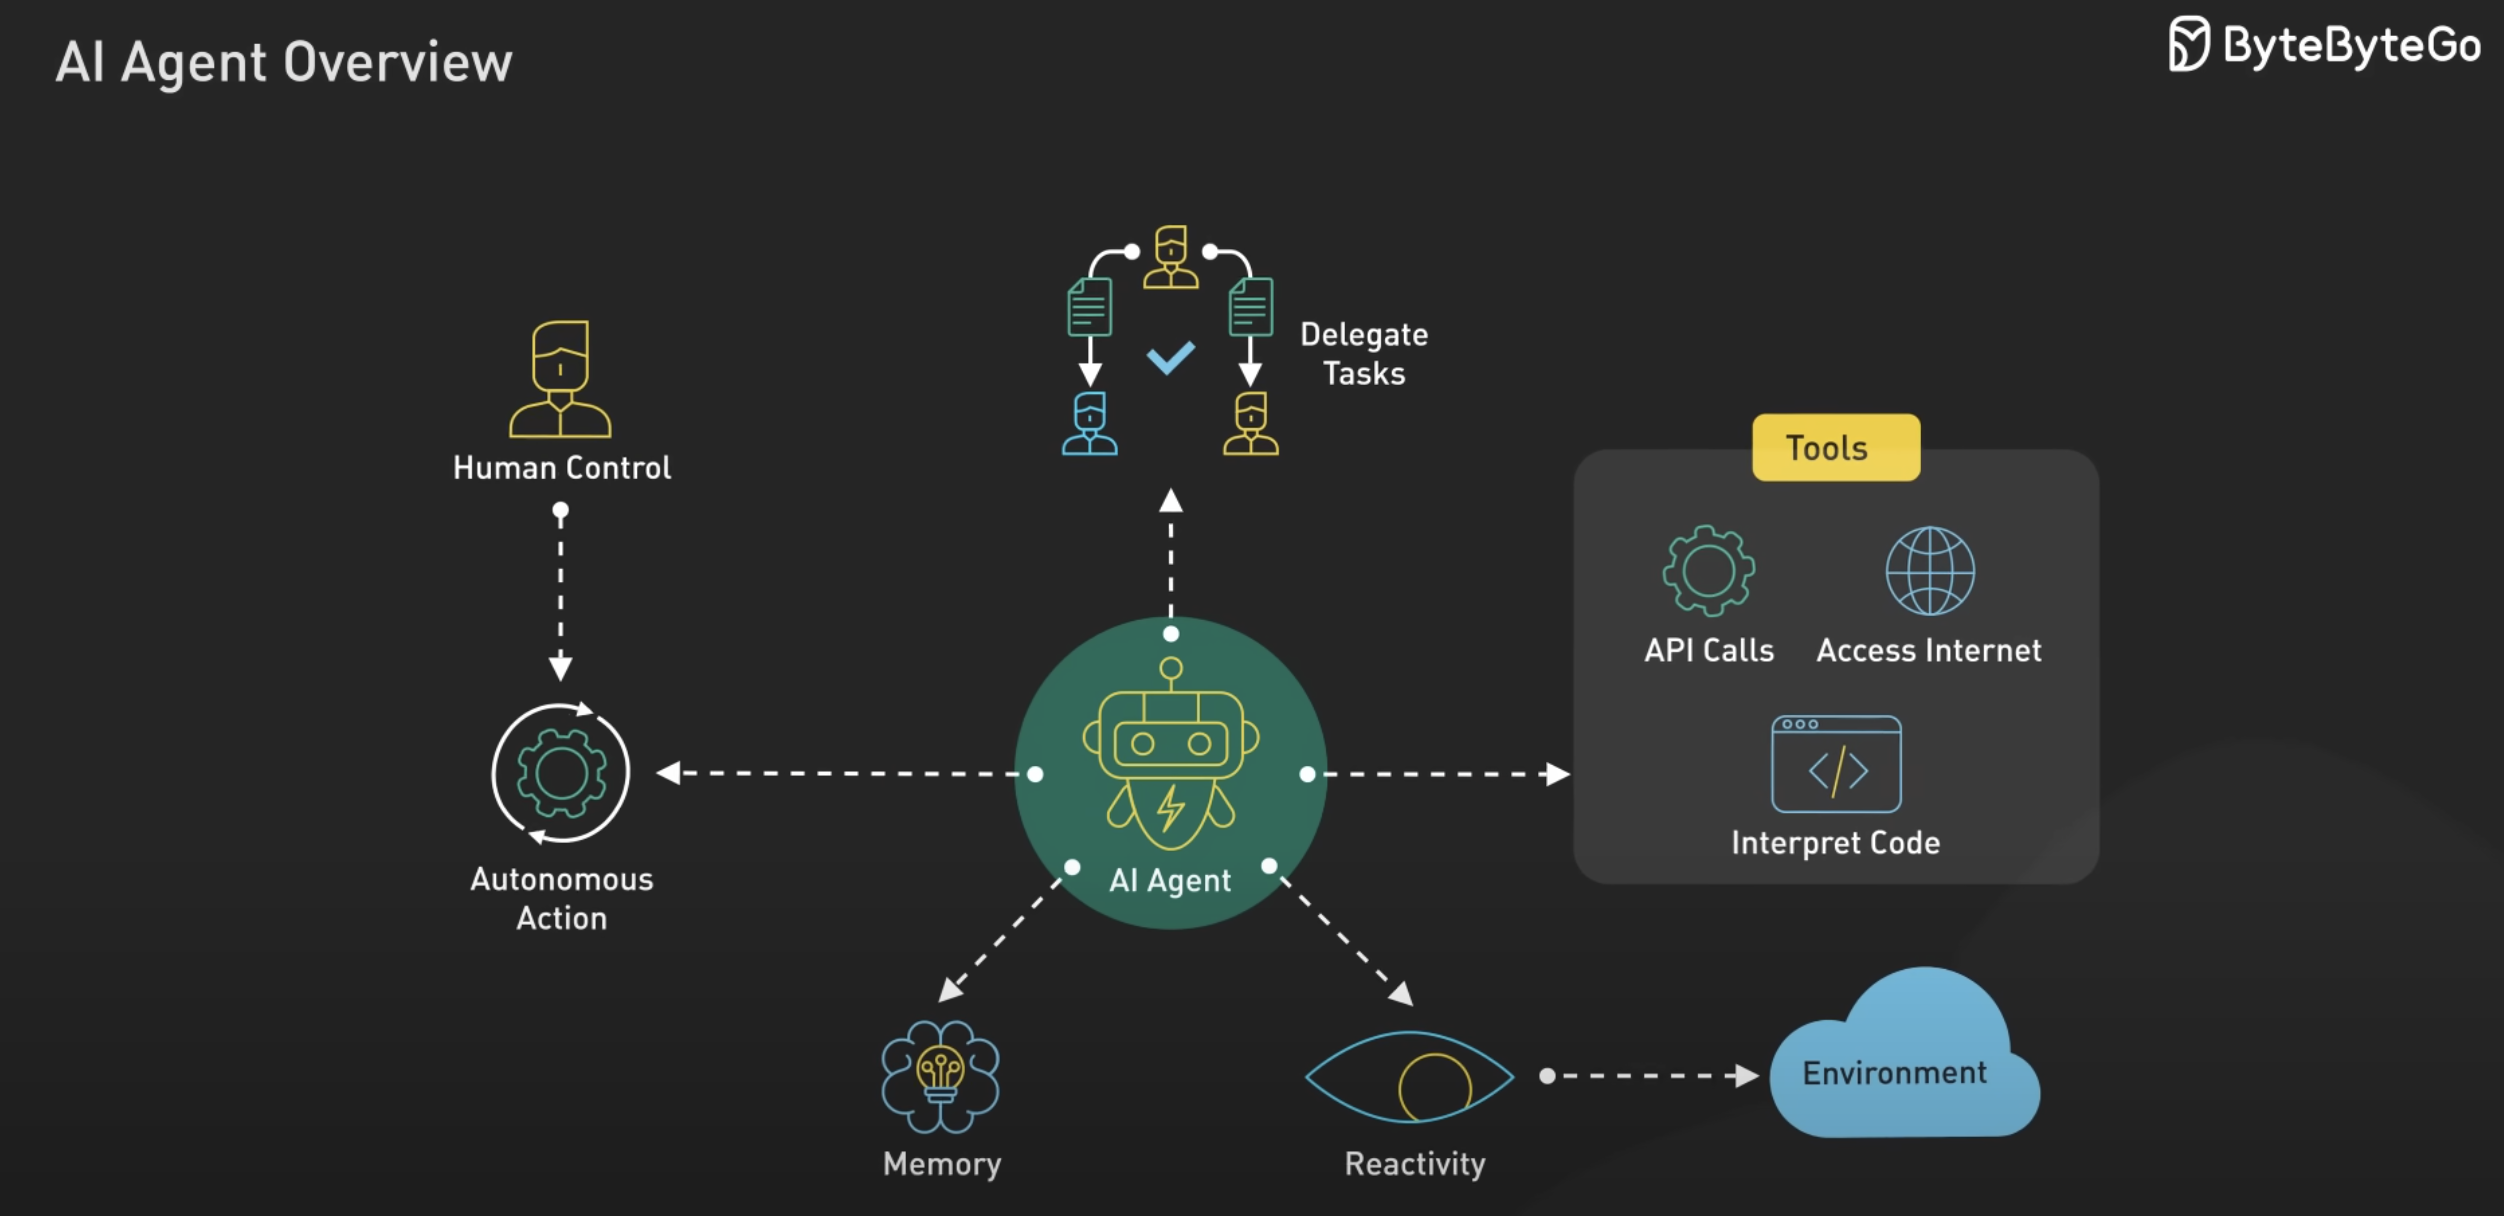 AI Agent Overview
ByteByteGo
Delegate
Tasks
Human Control
Tools
API Calls
Access Internet
Interpret Code
Autonomous
Action
AI Agent
Environment
Memory
Reactivity